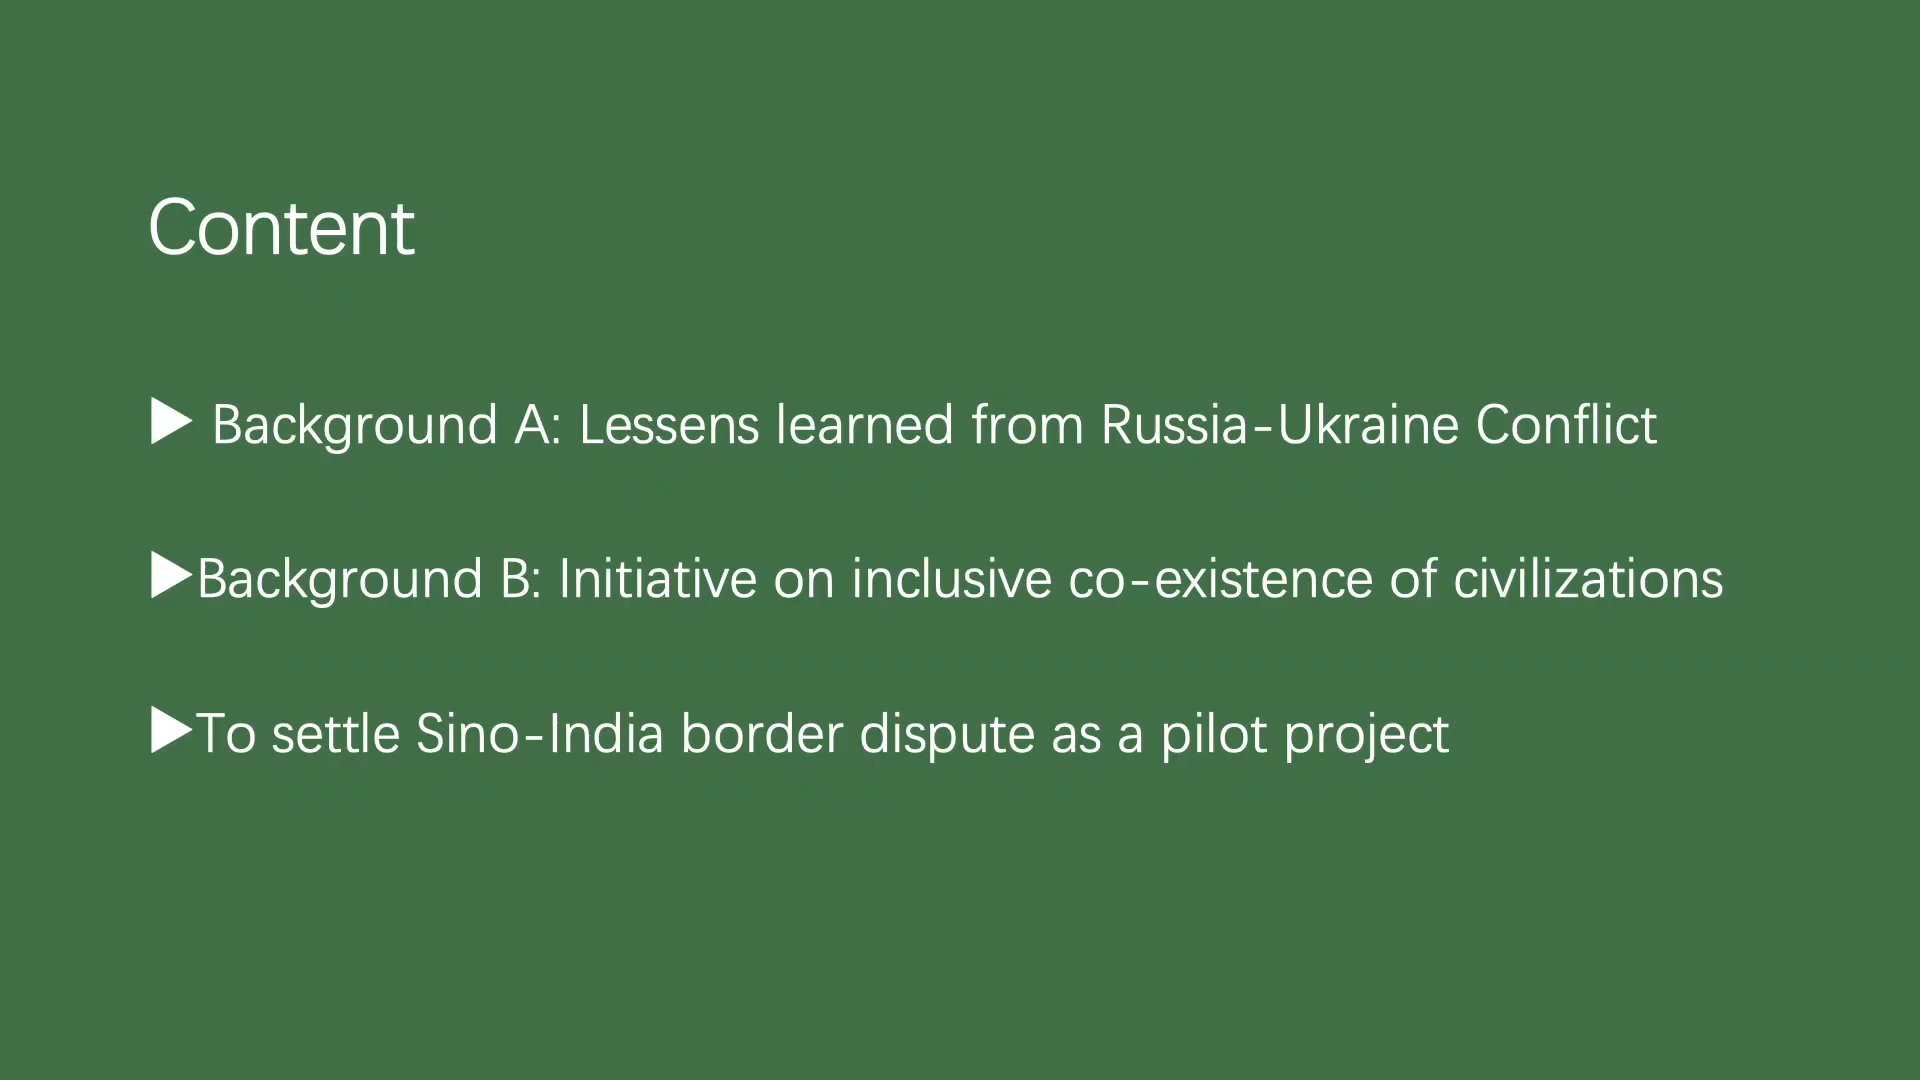 Content
▶ Background A: Lessens learned from Russia-Ukraine Conflict
▶Background B: Initiative on inclusive co-existence of civilizations
▶To settle Sino-India border dispute as a pilot project